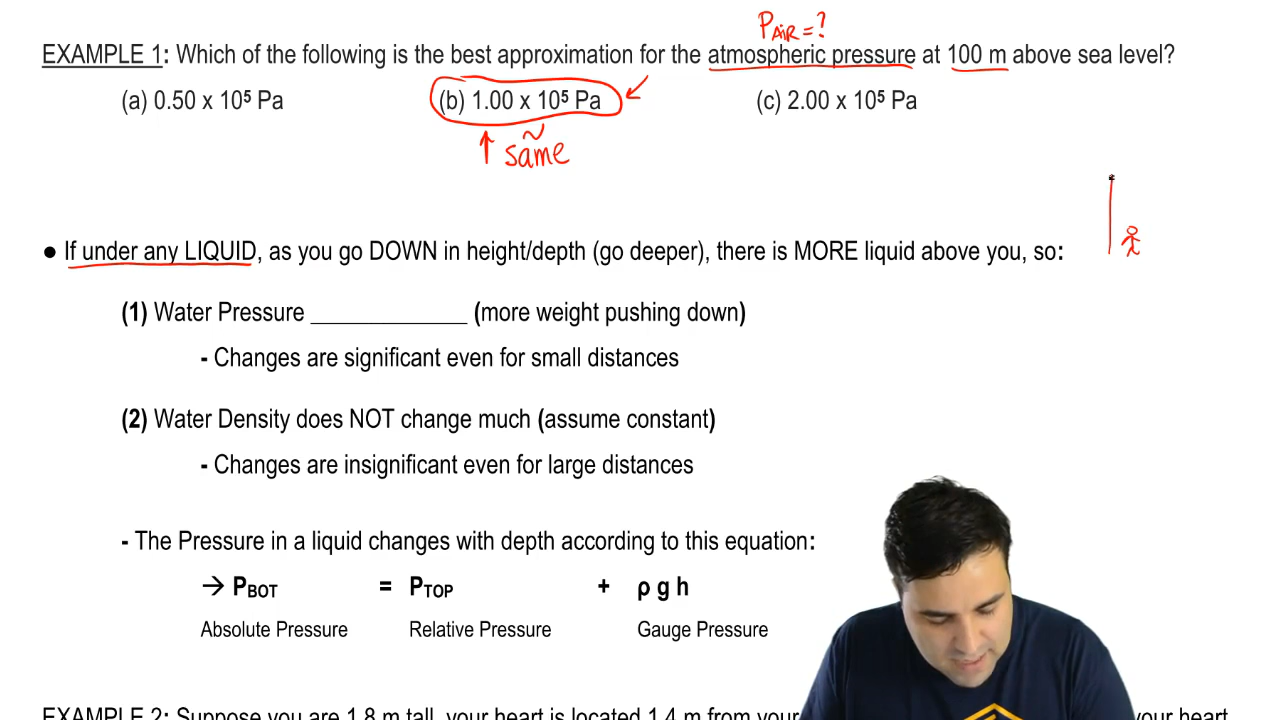 P AIR = ?
EXAMPLE 1: Which of the following is the best approximation for the atmospheric pressure at 100 m above sea level?
(a) 0.50 x 10⁵ Pa (b) 1.00 x 10⁵ Pa (c) 2.00 x 10⁵ Pa
~
same
● If under any LIQUID, as you go DOWN in height/depth (go deeper), there is MORE liquid above you, so:
(1) Water Pressure ____________ (more weight pushing down)
- Changes are significant even for small distances
(2) Water Density does NOT change much (assume constant)
- Changes are insignificant even for large distances
- The Pressure in a liquid changes with depth according to this equation:
→ PBOT = PTOP + ρ g h
Absolute Pressure Relative Pressure Gauge Pressure
EXAMPLE 2: Suppose you are 1.8 m tall, your heart is located 1.4 m from your your heart